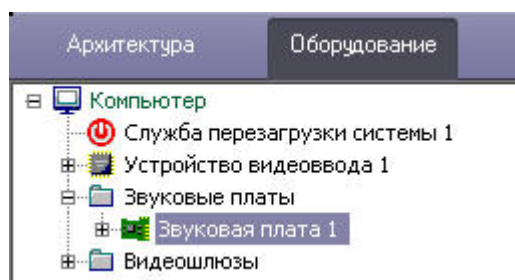 Архитектура Оборудование
Компьютер
Служба перезагрузки системы 1
Устройство видеоввода 1
Звуковые платы
Звуковая плата 1
Видеошлюзы